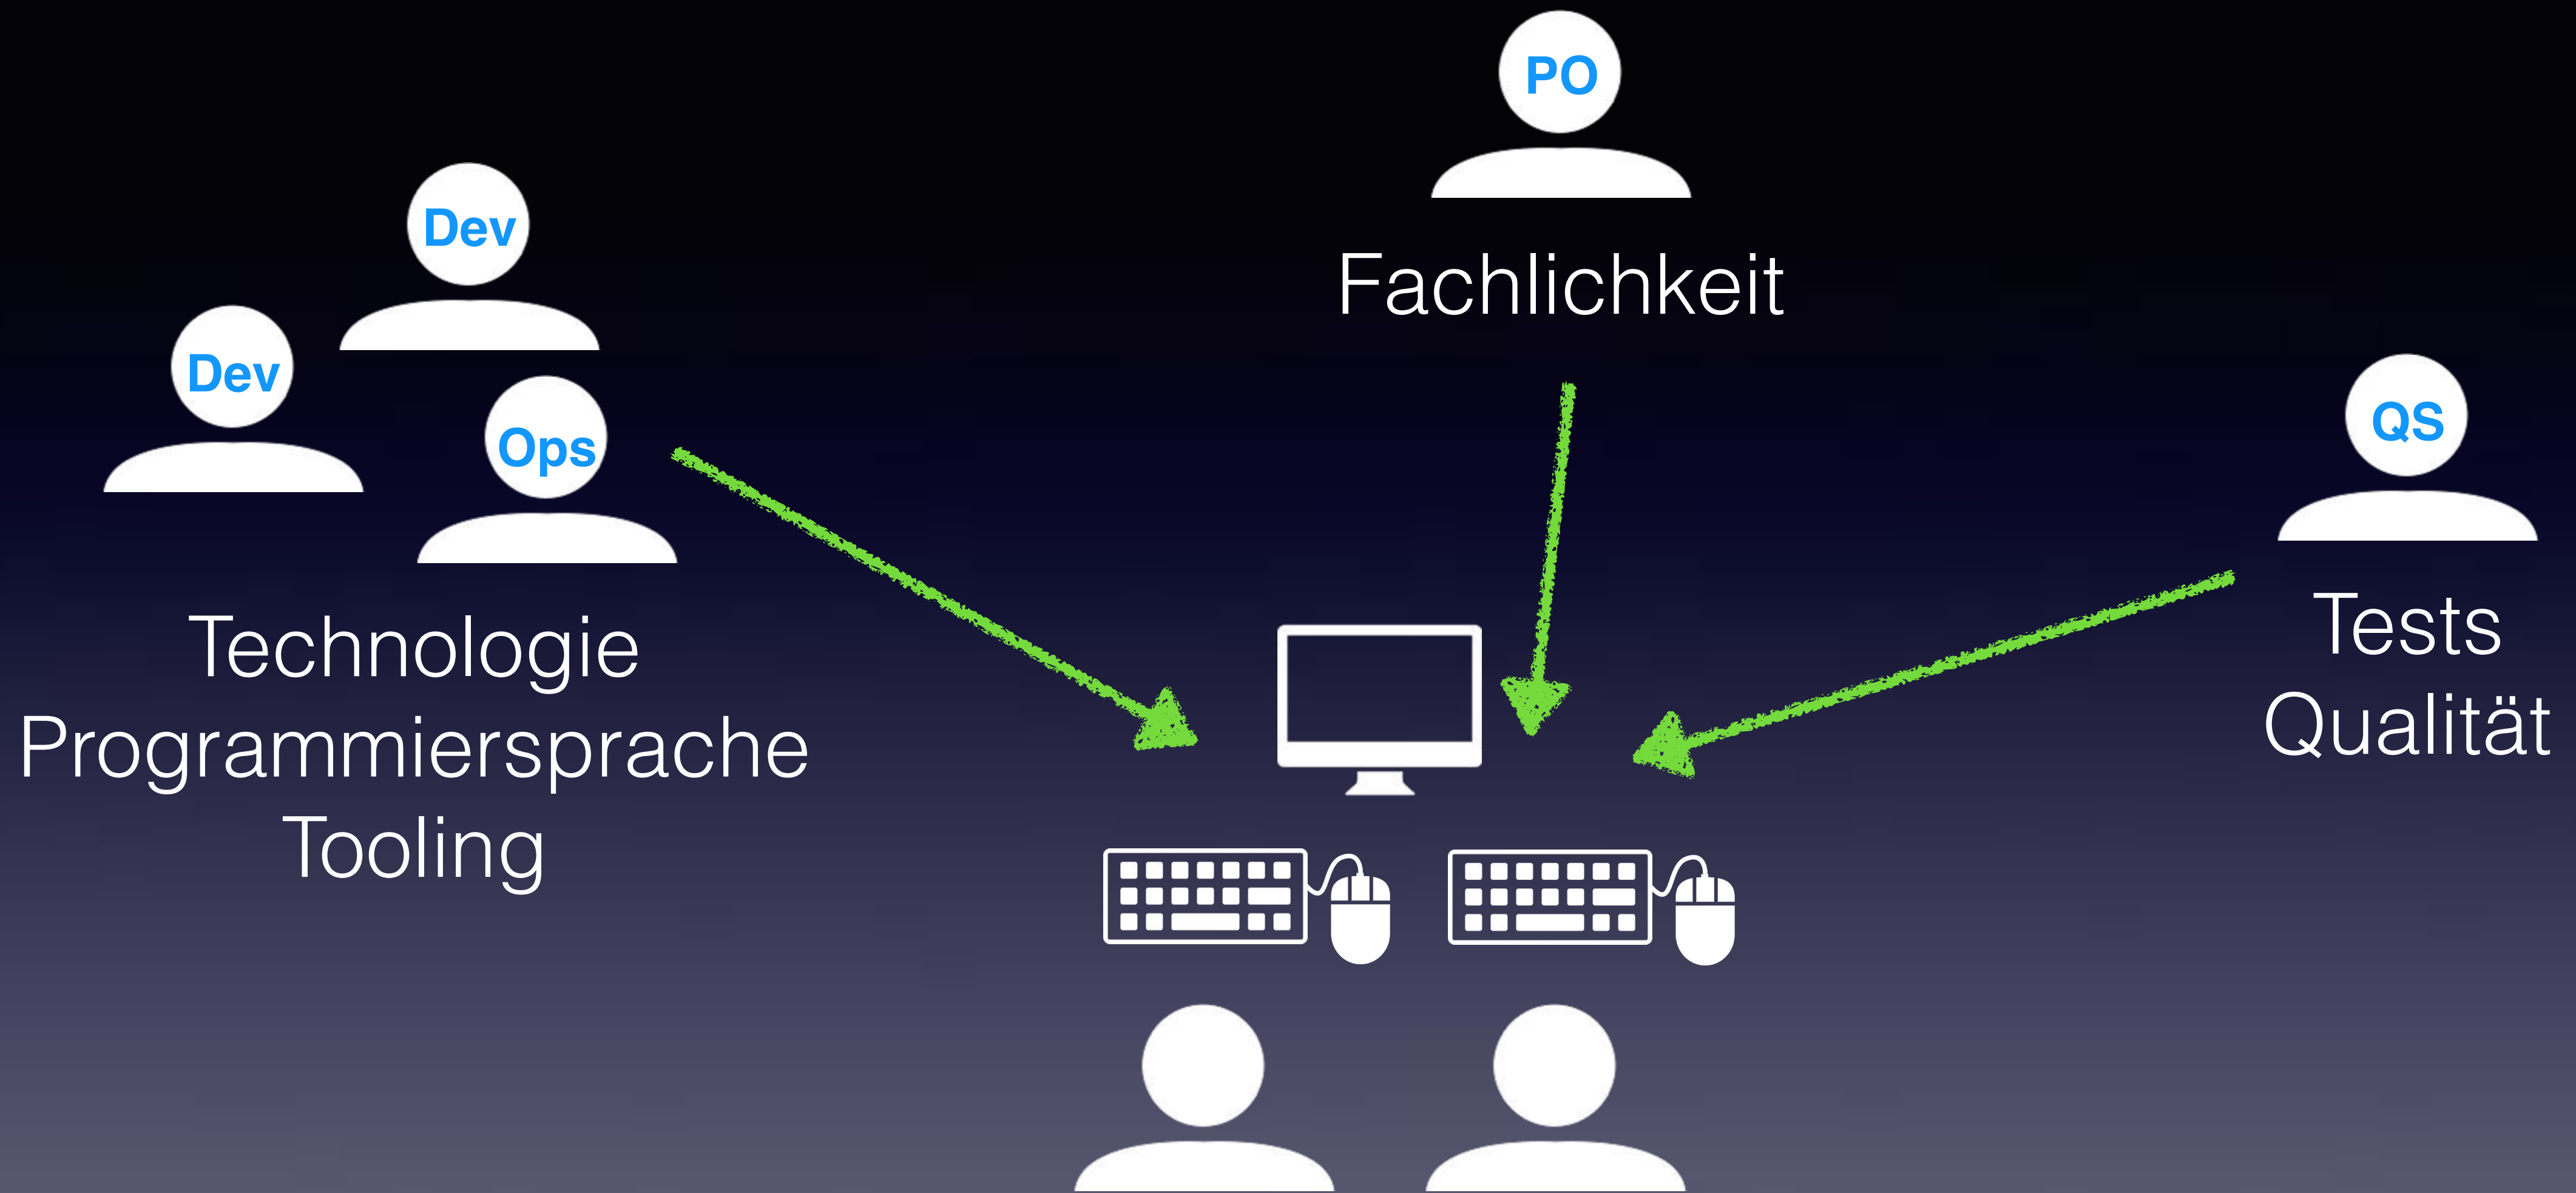 Dev
Dev
Ops
Technologie
Programmiersprache
Tooling
PO
Fachlichkeit
QS
Tests
Qualität